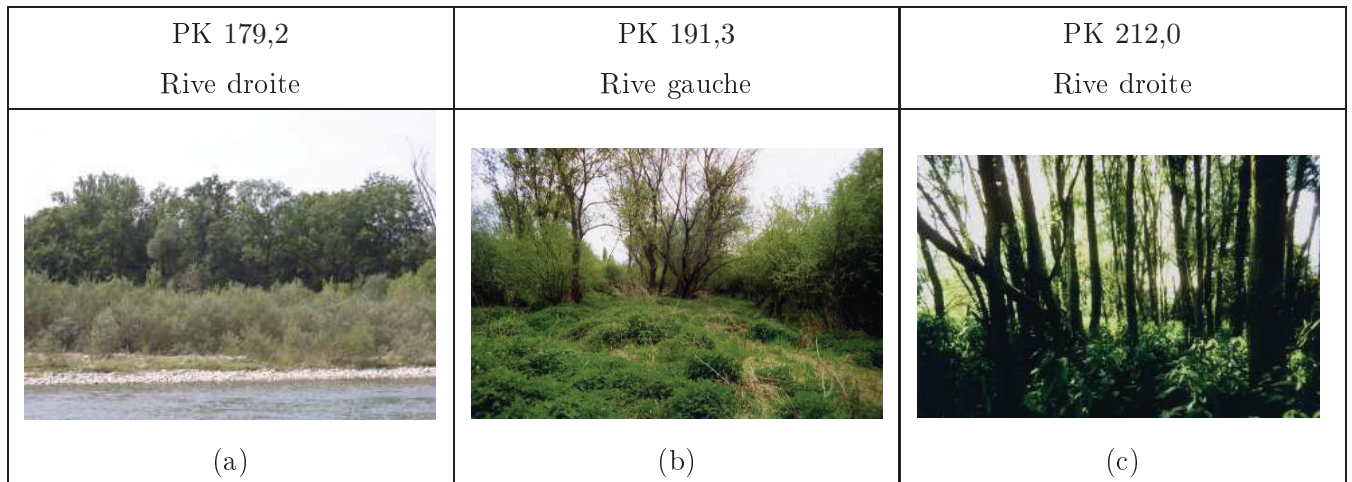 PK 179,2
Rive droite
PK 191,3
Rive gauche
PK 212,0
Rive droite
(a)
(b)
(c)